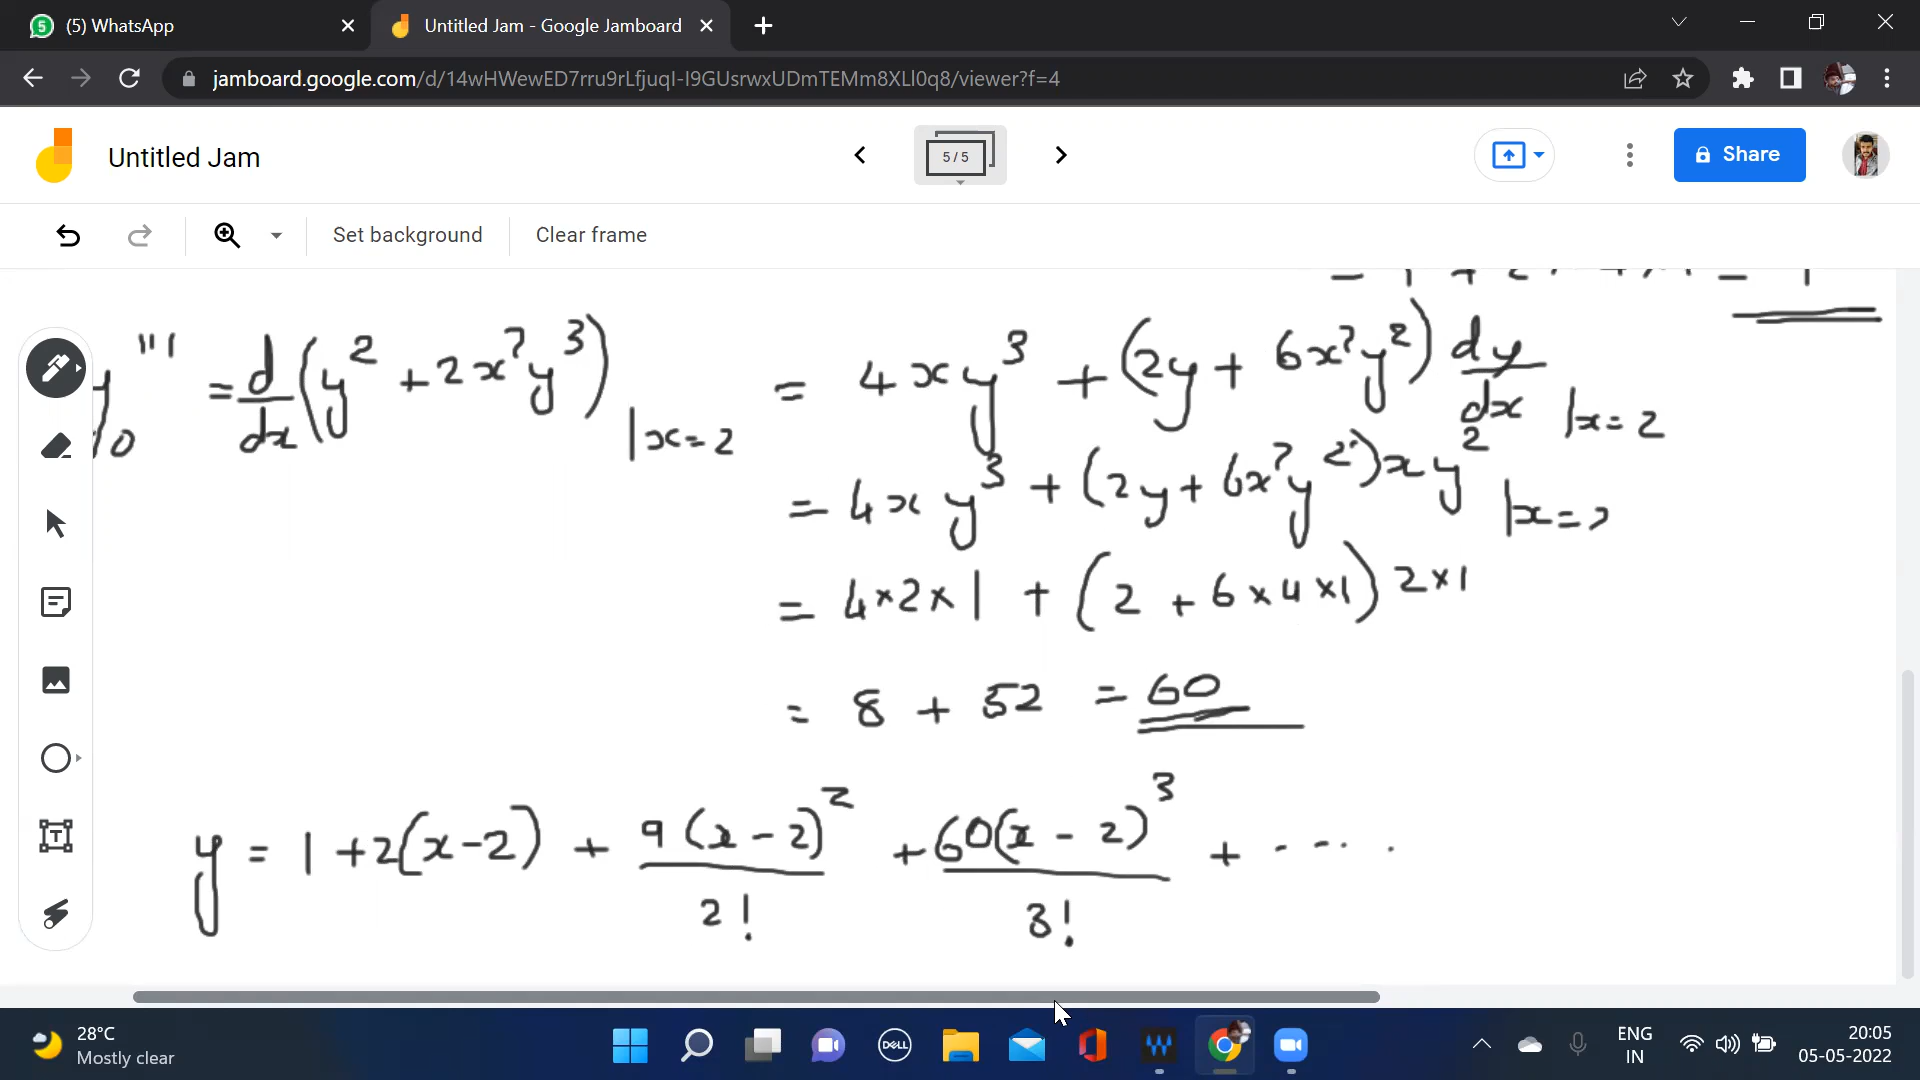 (5) WhatsApp
Untitled Jam - Google Jamboard
jamboard.google.com/d/14wHWewED7rru9rLfjuqI-I9GUsrwxUDmTEMm8XLl0q8/viewer?f=4
Untitled Jam
5 / 5
Share
Set background
Clear frame
y₀''' = d/dx (y² + 2x²y³) |x=2 = 4xy³ + (2y + 6x²y²) dy/dx |x=2
= 4xy³ + (2y + 6x²y²) xy² |x=2
= 4×2×1 + (2 + 6×4×1) 2×1
= 8 + 52 = 60
y = 1 + 2(x-2) + 9(x-2)²/2! + 60(x-2)³/3! + ....
28°C
Mostly clear
DELL
ENG
IN
20:05
05-05-2022